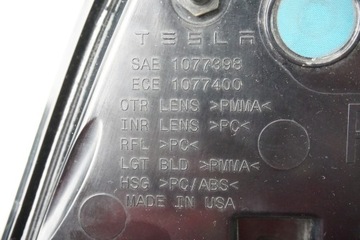 TESLA
SAE 1077398
ECE 1077400
OTR LENS >PMMA<
INR LENS >PC<
RFL >PC<
LGT BLD >PMMA<
HSG >PC/ABS<
MADE IN USA